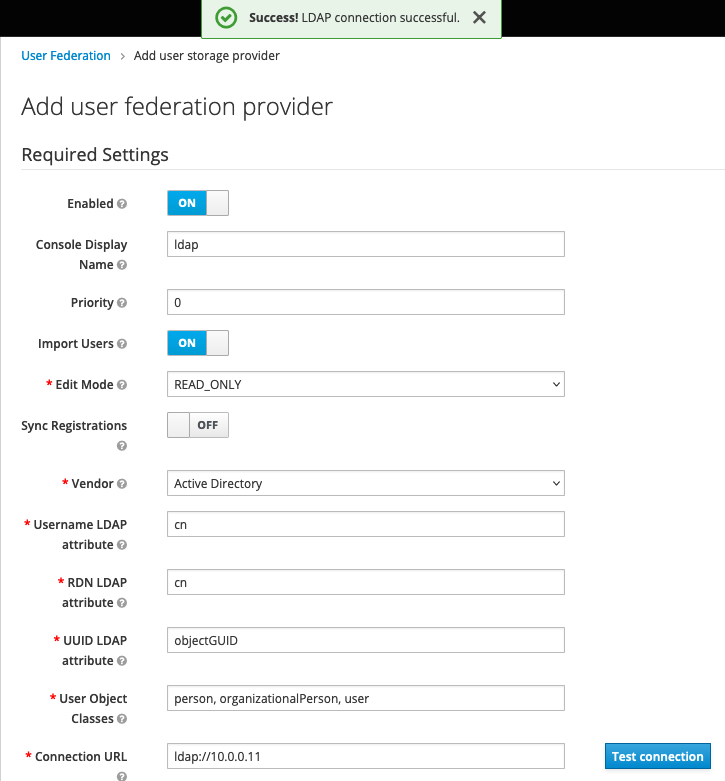 Success! LDAP connection successful.
User Federation > Add user storage provider
Add user federation provider
Required Settings
Enabled ON
Console Display Name ldap
Priority 0
Import Users ON
* Edit Mode READ_ONLY
Sync Registrations OFF
* Vendor Active Directory
* Username LDAP attribute cn
* RDN LDAP attribute cn
* UUID LDAP attribute objectGUID
* User Object Classes person, organizationalPerson, user
* Connection URL ldap://10.0.0.11 Test connection